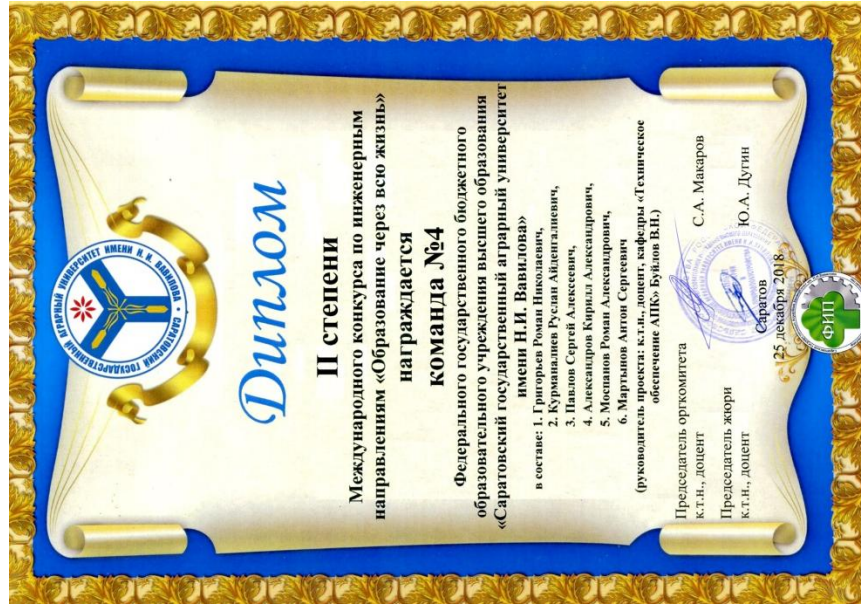 САРАТОВСКИЙ ГОСУДАРСТВЕННЫЙ АГРАРНЫЙ УНИВЕРСИТЕТ ИМЕНИ Н. И. ВАВИЛОВА
Диплом
II степени
Международного конкурса по инженерным
направлениям «Образование через всю жизнь»
награждается
команда №4
Федерального государственного бюджетного
образовательного учреждения высшего образования
«Саратовский государственный аграрный университет
имени Н.И. Вавилова»
в составе: 1. Григорьев Роман Николаевич,
2. Курманалиев Руслан Айденгалиевич,
3. Павлов Сергей Алексеевич,
4. Александров Кирилл Александрович,
5. Моспанов Роман Александрович,
6. Мартынов Антон Сергеевич
(руководитель проекта: к.т.н., доцент, кафедры «Техническое
обеспечение АПК» Буйлов В.Н.)
Председатель оргкомитета
к.т.н., доцент С.А. Макаров
Председатель жюри
к.т.н., доцент Ю.А. Дугин
Саратов
25 декабря 2018
ФИП